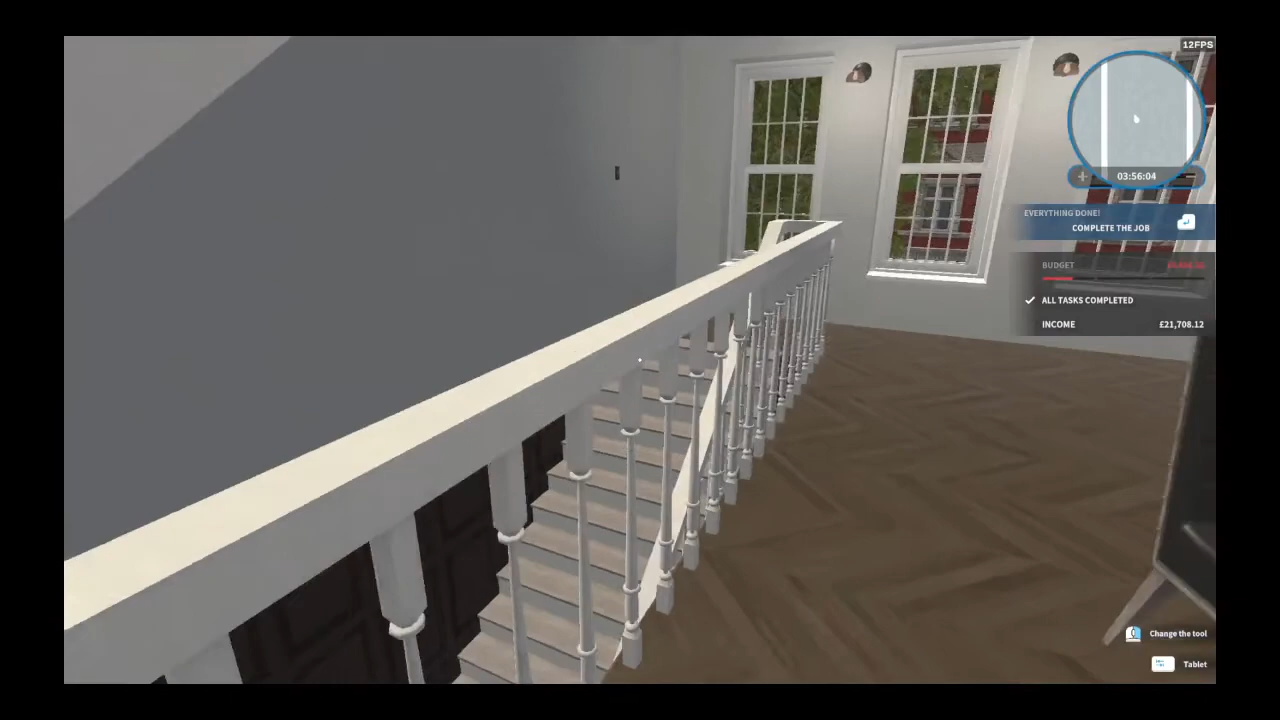 12FPS
03:56:04
EVERYTHING DONE!
COMPLETE THE JOB
BUDGET
ALL TASKS COMPLETED
INCOME £21,708.12
Change the tool
Tablet